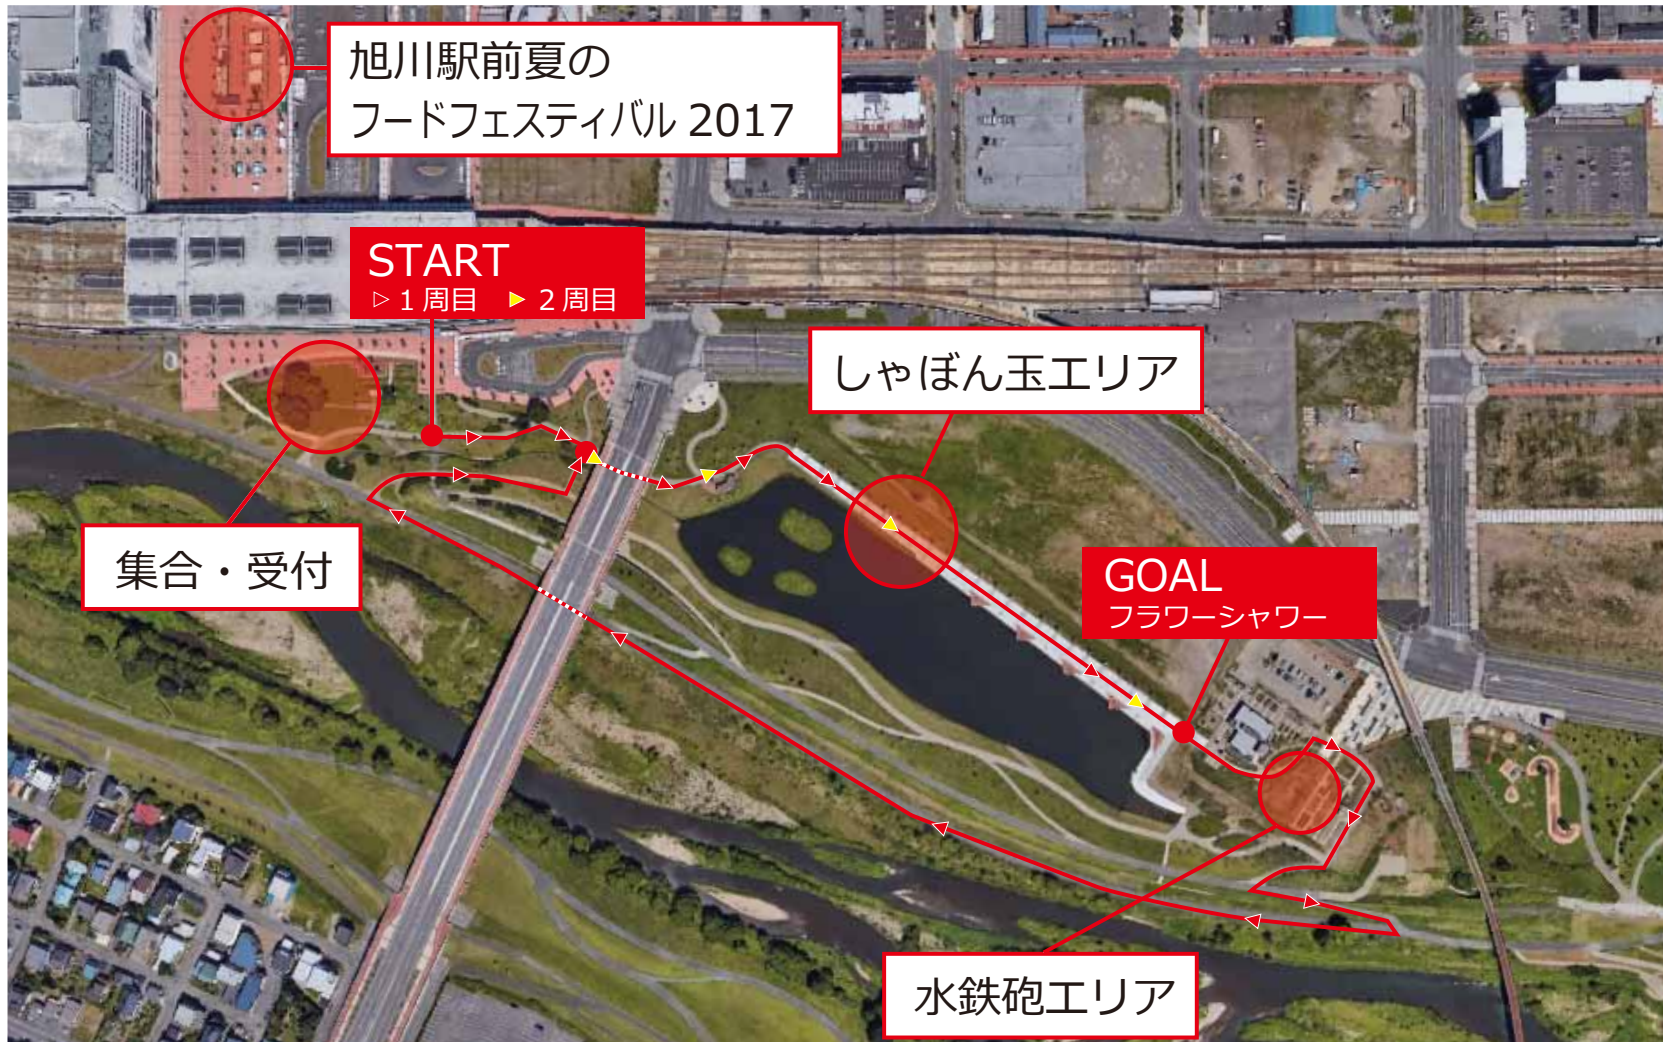 旭川駅前夏の
フードフェスティバル 2017
START
▷ 1 周目 ▶ 2 周目
しゃぼん玉エリア
集合・受付
GOAL
フラワーシャワー
水鉄砲エリア